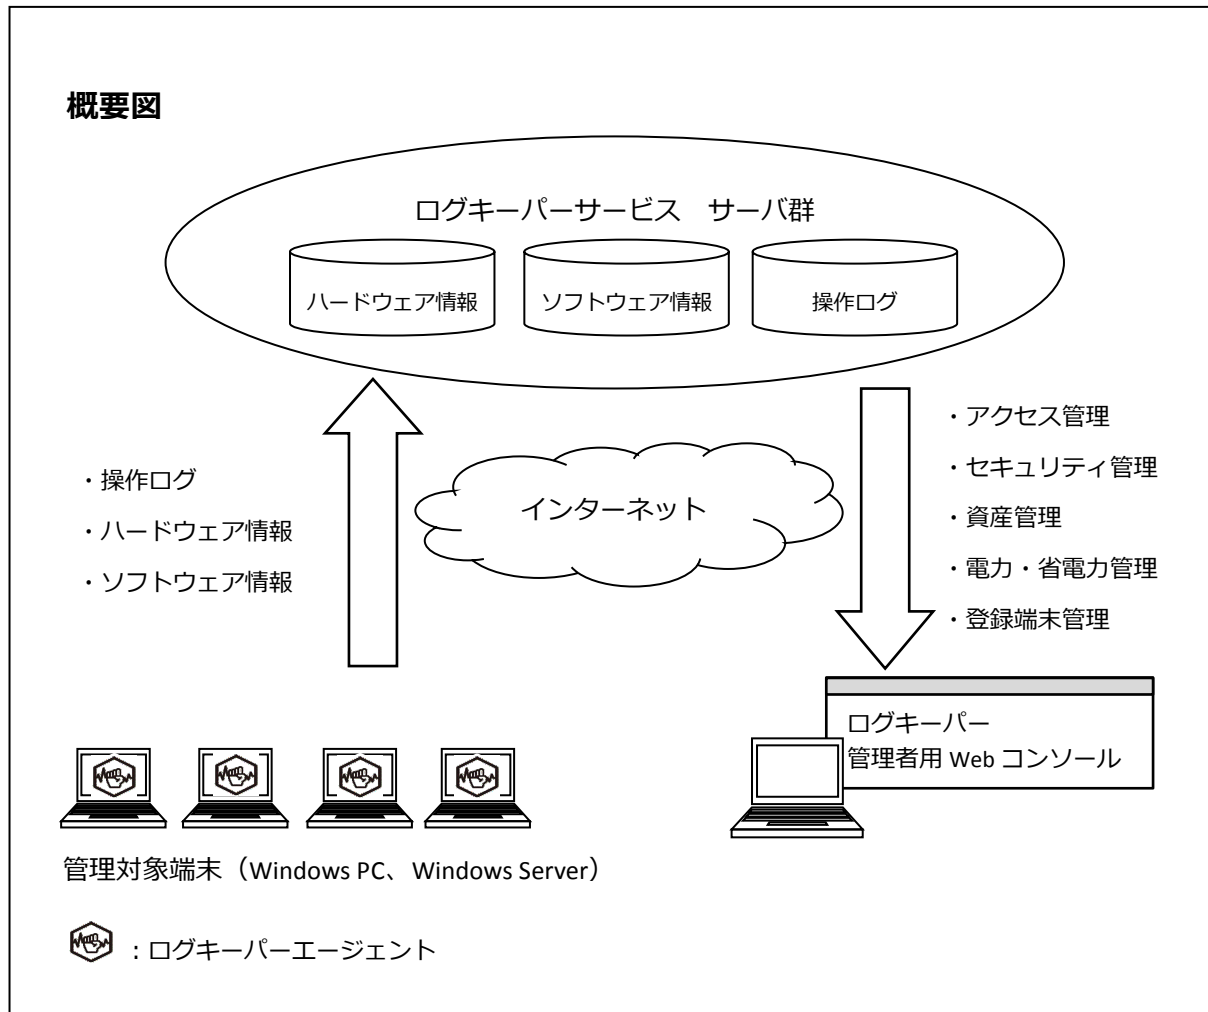 概要図
ログキーパーサービス　サーバ群
ハードウェア情報
ソフトウェア情報
操作ログ
・操作ログ
・ハードウェア情報
・ソフトウェア情報
インターネット
・アクセス管理
・セキュリティ管理
・資産管理
・電力・省電力管理
・登録端末管理
ログキーパー
管理者用 Web コンソール
管理対象端末（Windows PC、Windows Server）
：ログキーパーエージェント